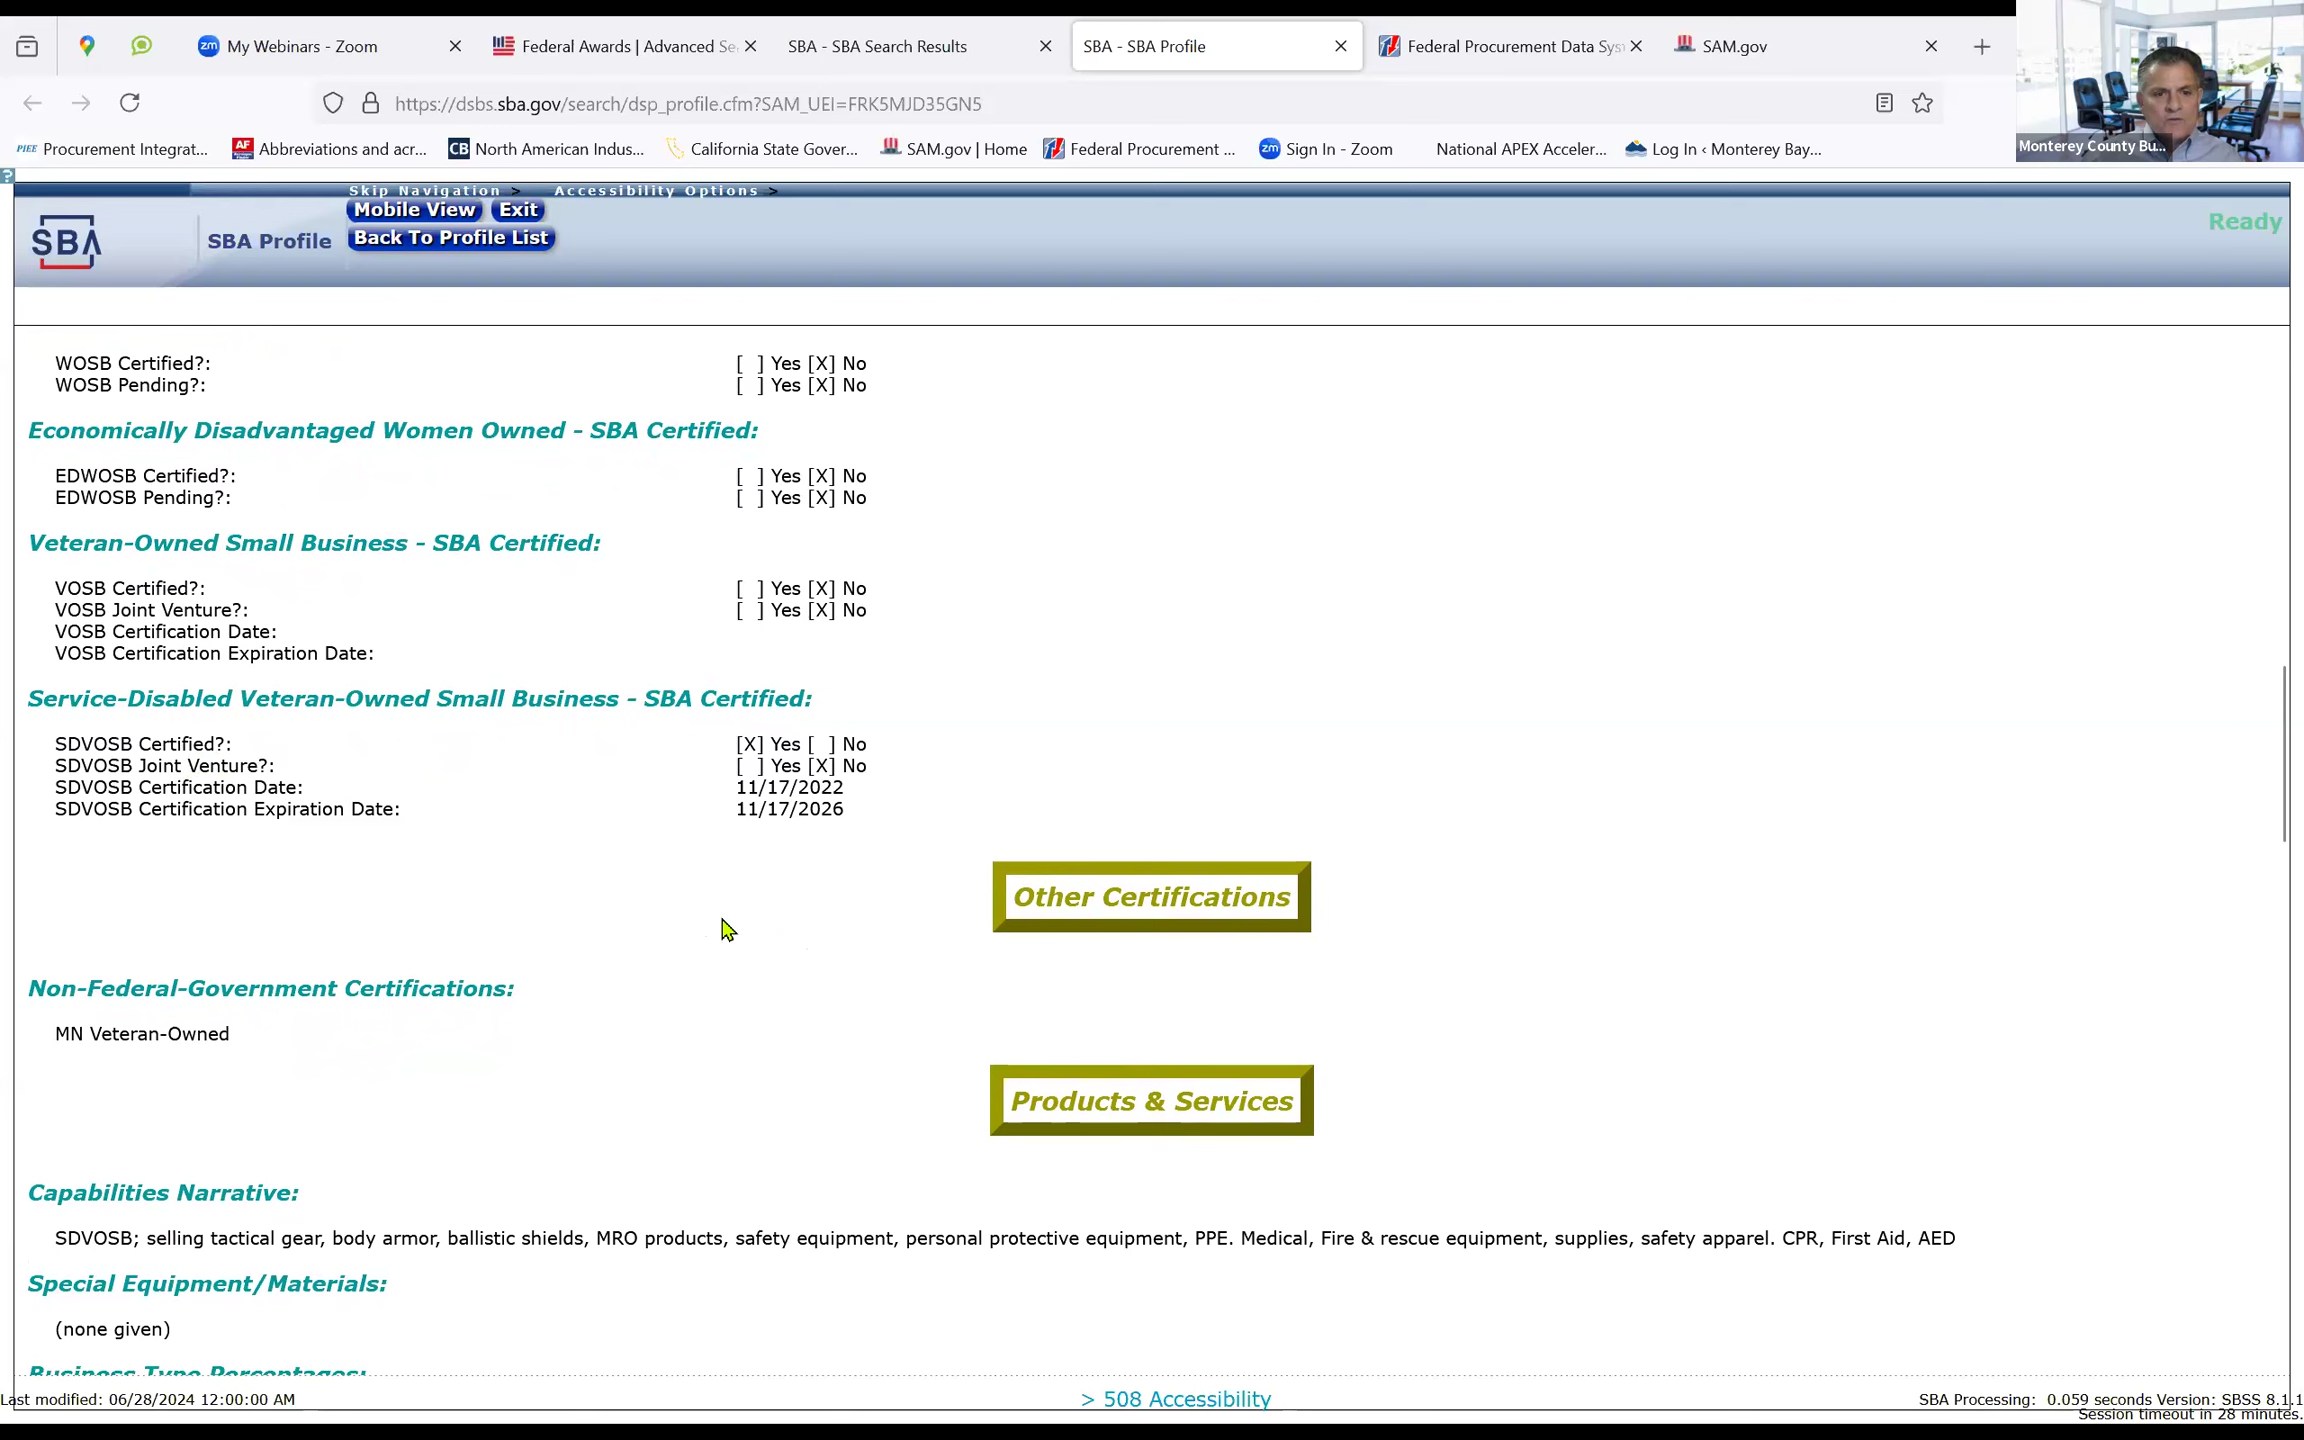 My Webinars - Zoom
Federal Awards | Advanced Se
SBA - SBA Search Results
SBA - SBA Profile
Federal Procurement Data Sys
SAM.gov
https://dsbs.sba.gov/search/dsp_profile.cfm?SAM_UEI=FRK5MJD35GN5
Monterey County Bu...
PIEE Procurement Integrat...
AF Abbreviations and acr...
CB North American Indus...
California State Gover...
SAM.gov | Home
Federal Procurement ...
zm Sign In - Zoom
National APEX Acceler...
Log In ‹ Monterey Bay...
Skip Navigation > Accessibility Options >
Mobile View Exit
SBA SBA Profile Back To Profile List
Ready
WOSB Certified?: [ ] Yes [X] No
WOSB Pending?: [ ] Yes [X] No
Economically Disadvantaged Women Owned - SBA Certified:
EDWOSB Certified?: [ ] Yes [X] No
EDWOSB Pending?: [ ] Yes [X] No
Veteran-Owned Small Business - SBA Certified:
VOSB Certified?: [ ] Yes [X] No
VOSB Joint Venture?: [ ] Yes [X] No
VOSB Certification Date:
VOSB Certification Expiration Date:
Service-Disabled Veteran-Owned Small Business - SBA Certified:
SDVOSB Certified?: [X] Yes [ ] No
SDVOSB Joint Venture?: [ ] Yes [X] No
SDVOSB Certification Date: 11/17/2022
SDVOSB Certification Expiration Date: 11/17/2026
Other Certifications
Non-Federal-Government Certifications:
MN Veteran-Owned
Products & Services
Capabilities Narrative:
SDVOSB; selling tactical gear, body armor, ballistic shields, MRO products, safety equipment, personal protective equipment, PPE. Medical, Fire & rescue equipment, supplies, safety apparel. CPR, First Aid, AED
Special Equipment/Materials:
(none given)
Business Type Percentages:
Last modified: 06/28/2024 12:00:00 AM
> 508 Accessibility
SBA Processing: 0.059 seconds Version: SBSS 8.1.1
Session timeout in 28 minutes.